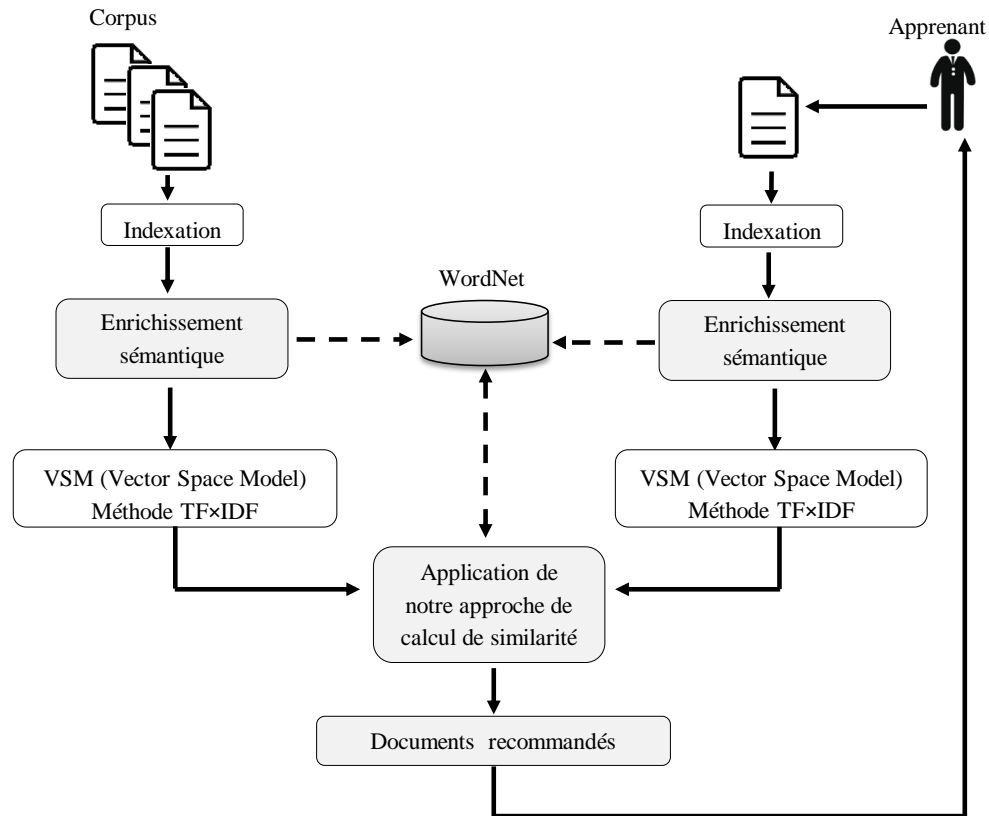 Corpus
Apprenant
Indexation
Indexation
WordNet
Enrichissement
sémantique
Enrichissement
sémantique
VSM (Vector Space Model)
Méthode TF×IDF
VSM (Vector Space Model)
Méthode TF×IDF
Application de
notre approche de
calcul de similarité
Documents recommandés